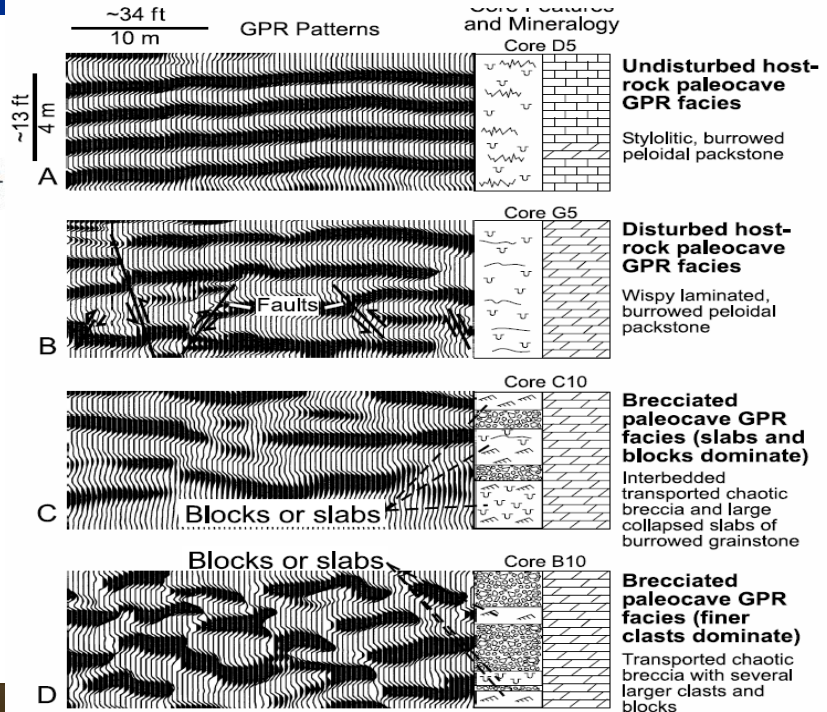 ~34 ft
10 m
GPR Patterns
Core Features
and Mineralogy
~13 ft
4 m
A
Core D5
Undisturbed host-
rock paleocave
GPR facies
Stylolitic, burrowed
peloidal packstone
B
Faults
Core G5
Disturbed host-
rock paleocave
GPR facies
Wispy laminated,
burrowed peloidal
packstone
C
Blocks or slabs
Core C10
Brecciated
paleocave GPR
facies (slabs and
blocks dominate)
Interbedded
transported chaotic
breccia and large
collapsed slabs of
burrowed grainstone
D
Blocks or slabs
Core B10
Brecciated
paleocave GPR
facies (finer
clasts dominate)
Transported chaotic
breccia with several
larger clasts and
blocks